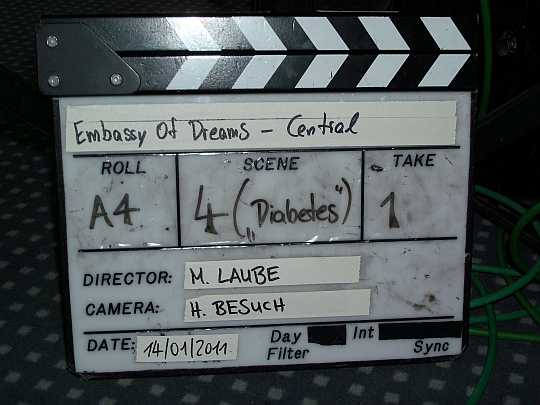 Embassy Of Dreams - Central
ROLL SCENE TAKE
A4 4 („Diabetes“) 1
DIRECTOR: M. LAUBE
CAMERA: H. BESUCH
DATE: 14/01/2011 Day Int
Filter Sync